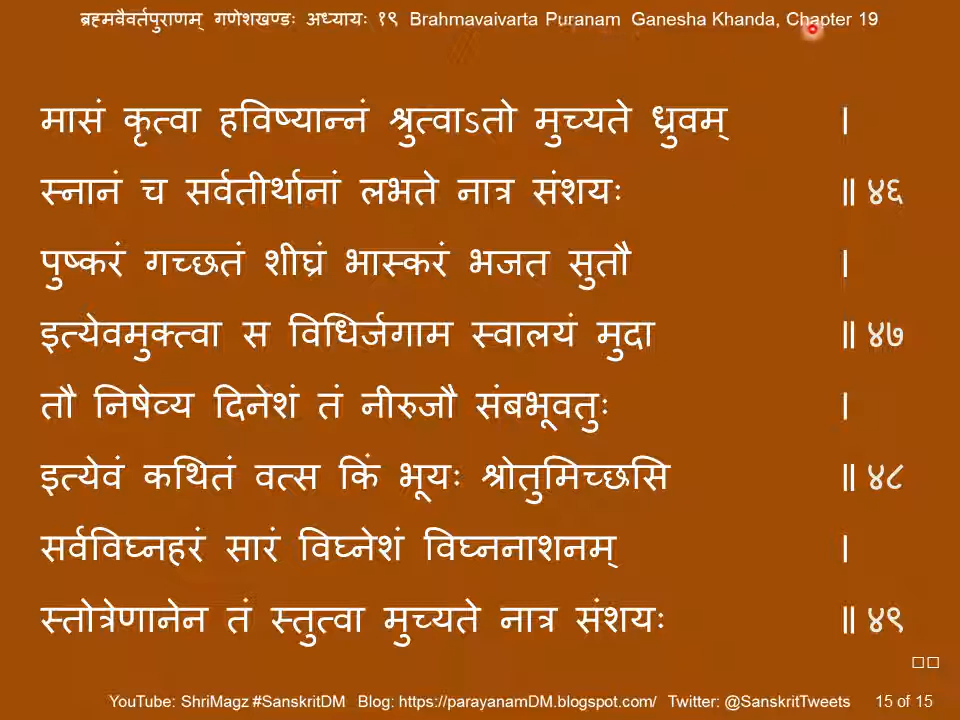 ब्रह्मवैवर्तपुराणम् गणेशखण्डः अध्यायः १९ Brahmavaivarta Puranam Ganesha Khanda, Chapter 19
मासं कृत्वा हविष्यान्नं श्रुत्वाऽतो मुच्यते ध्रुवम् ।
स्नानं च सर्वतीर्थानां लभते नात्र संशयः ॥ ४६
पुष्करं गच्छतं शीघ्रं भास्करं भजत सुतौ ।
इत्येवमुक्त्वा स विधिर्जगाम स्वालयं मुदा ॥ ४७
तौ निषेव्य दिनेशं तं नीरुजौ संबभूवतुः ।
इत्येवं कथितं वत्स किं भूयः श्रोतुमिच्छसि ॥ ४८
सर्वविघ्नहरं सारं विघ्नेशं विघ्ननाशनम् ।
स्तोत्रेणानेन तं स्तुत्वा मुच्यते नात्र संशयः ॥ ४९
YouTube: ShriMagz #SanskritDM Blog: https://parayanamDM.blogspot.com/ Twitter: @SanskritTweets 15 of 15